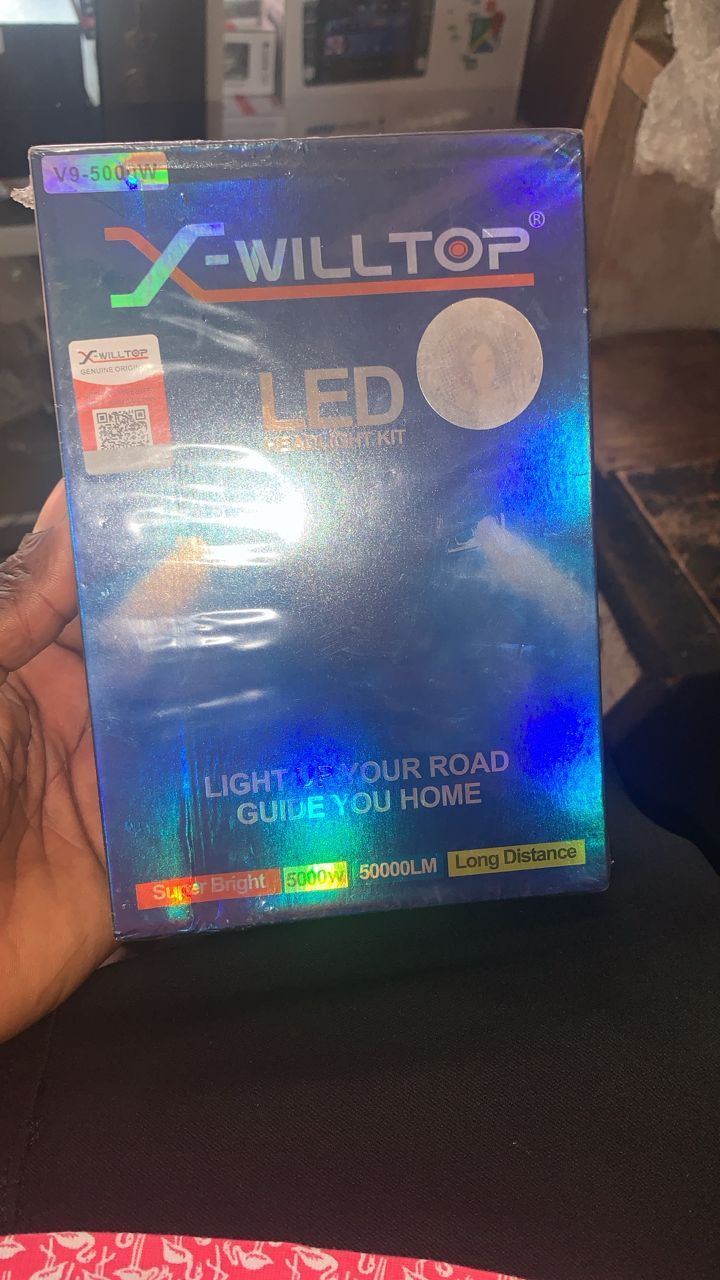 V9-5000W
X-WILLTOP®
X-WILLTOP
GENUINE ORIGINAL
LED
HEADLIGHT KIT
LIGHT UP YOUR ROAD
GUIDE YOU HOME
Super Bright 5000W 50000LM Long Distance